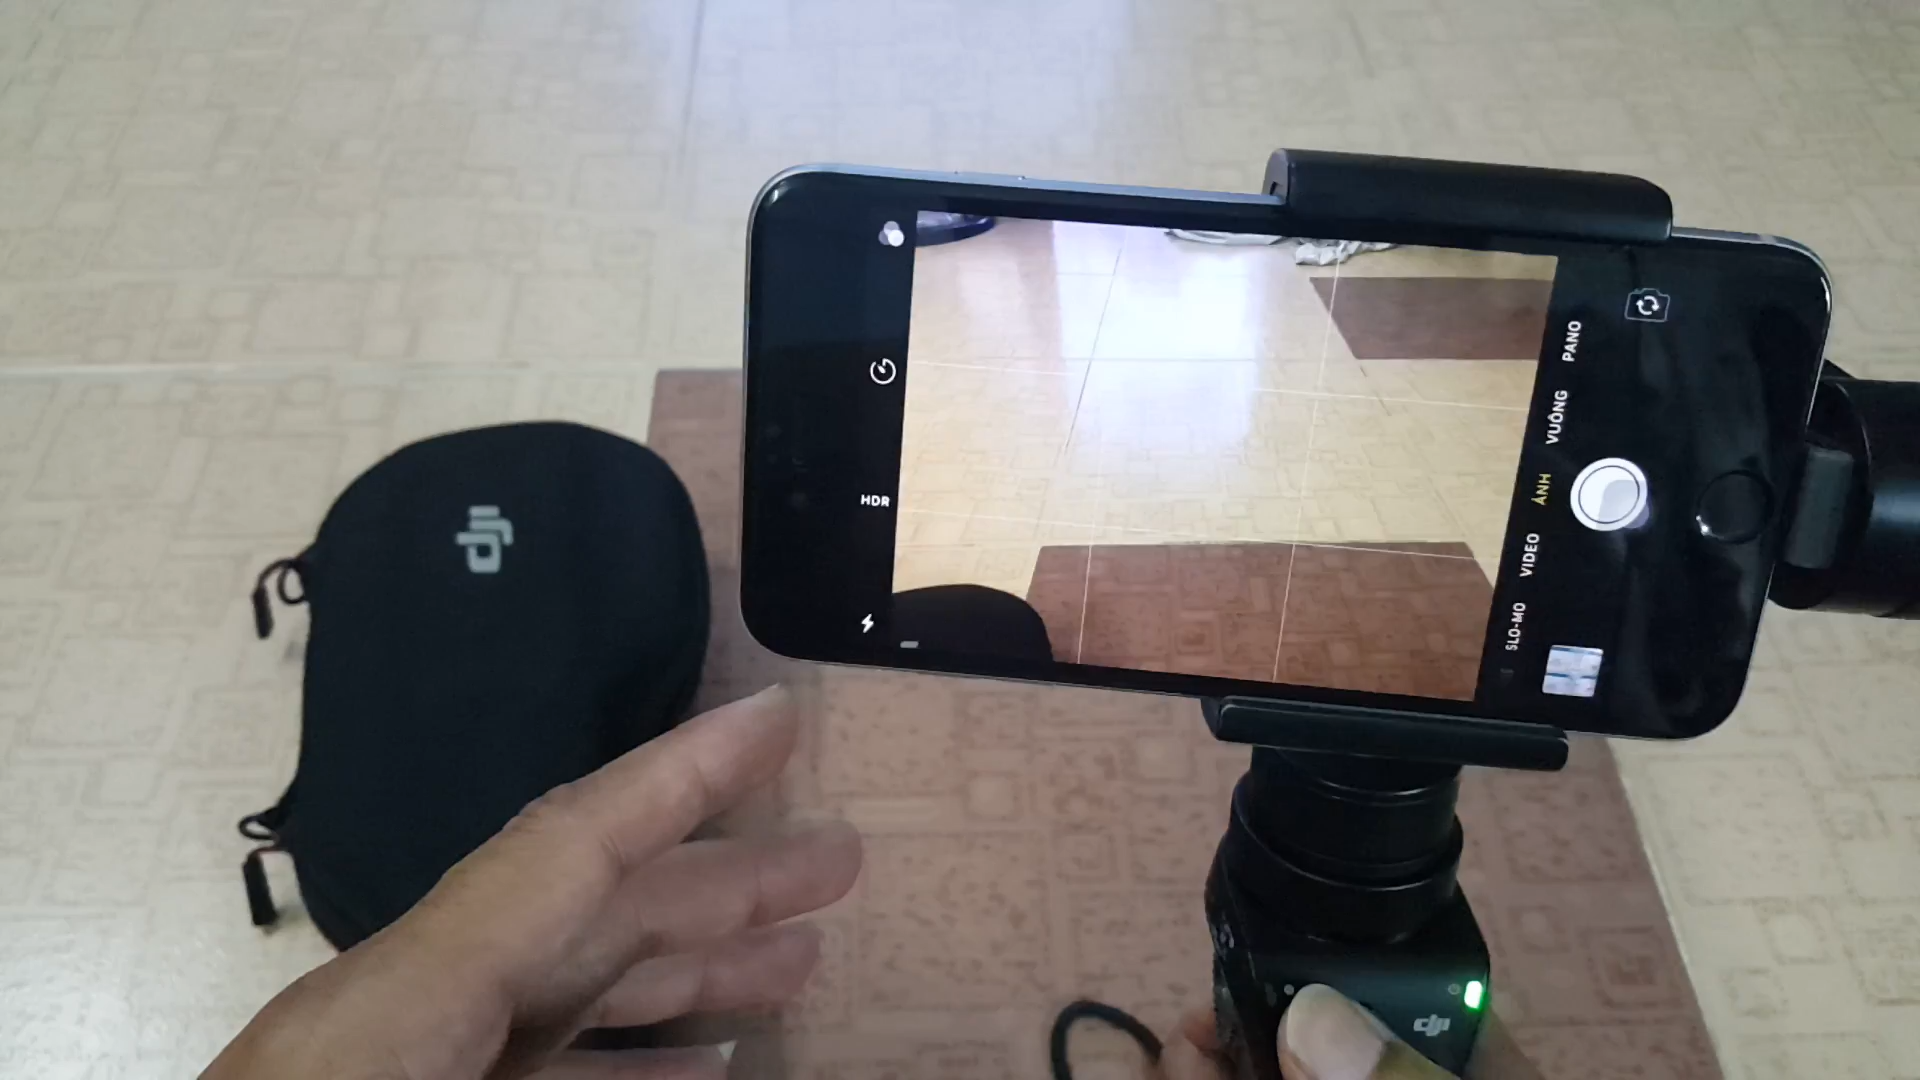 dji
HDR
PANO
VUÔNG
ẢNH
VIDEO
SLO-MO
dji